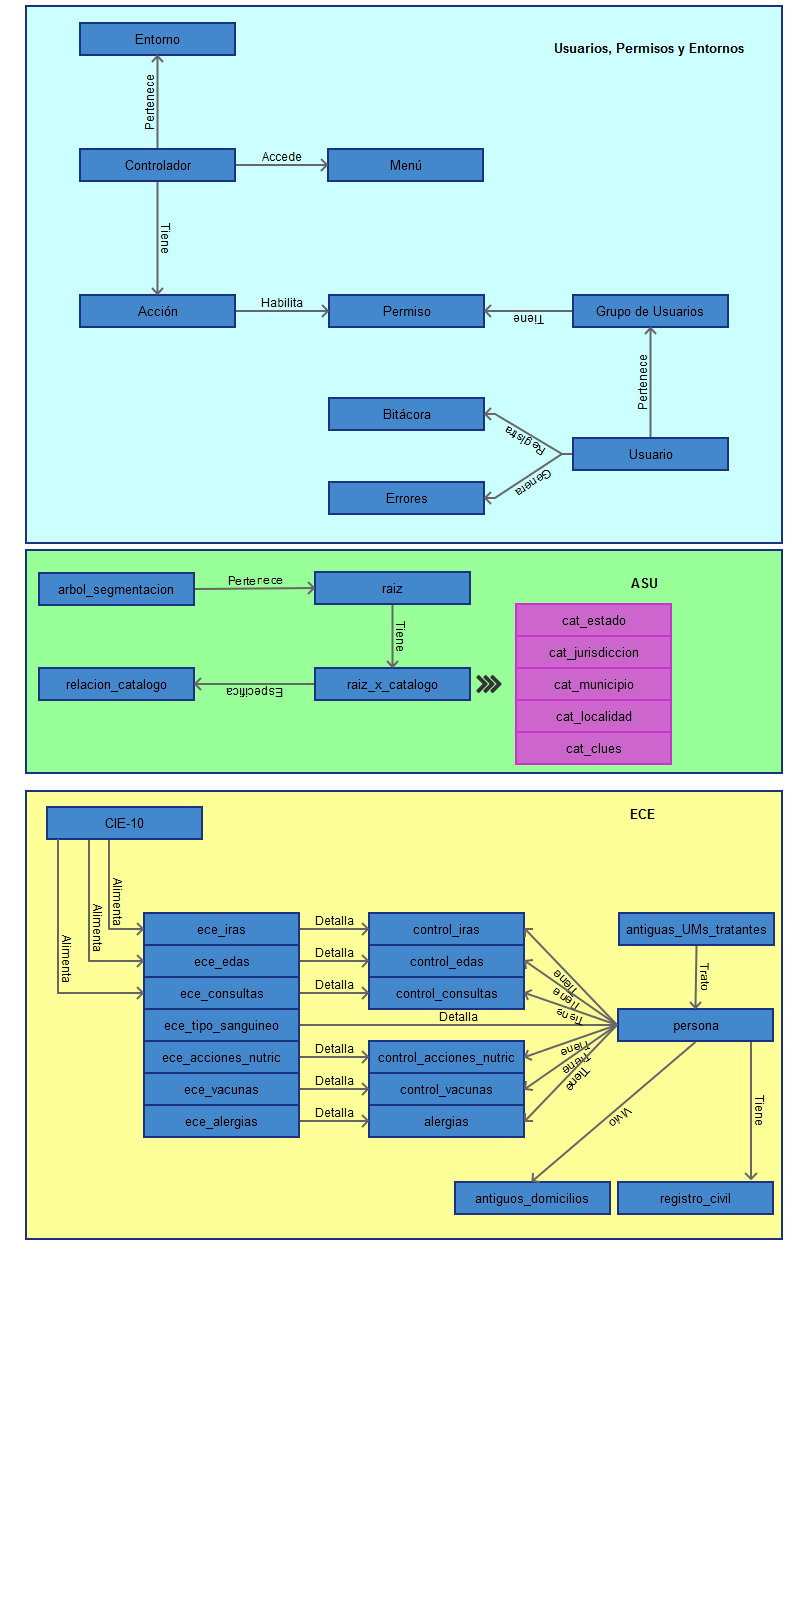 Entorno
Usuarios, Permisos y Entornos
Pertenece
Controlador
Accede
Menú
Tiene
Acción
Habilita
Permiso
Tiene
Grupo de Usuarios
Pertenece
Bitácora
Registra
Usuario
Genera
Errores
ASU
arbol_segmentacion
Pertenece
raiz
Tiene
cat_estado
cat_jurisdiccion
relacion_catalogo
Especifica
raiz_x_catalogo
cat_municipio
cat_localidad
cat_clues
ECE
CIE-10
Alimenta
Alimenta
Alimenta
ece_iras
Detalla
control_iras
antiguas_UMs_tratantes
ece_edas
Detalla
control_edas
Tiene
Trato
ece_consultas
Detalla
control_consultas
Tiene
Tiene
ece_tipo_sanguineo
Detalla
persona
ece_acciones_nutric
Detalla
control_acciones_nutric
Tiene
Tiene
ece_vacunas
Detalla
control_vacunas
Tiene
ece_alergias
Detalla
alergias
Vivio
Tiene
antiguos_domicilios
registro_civil